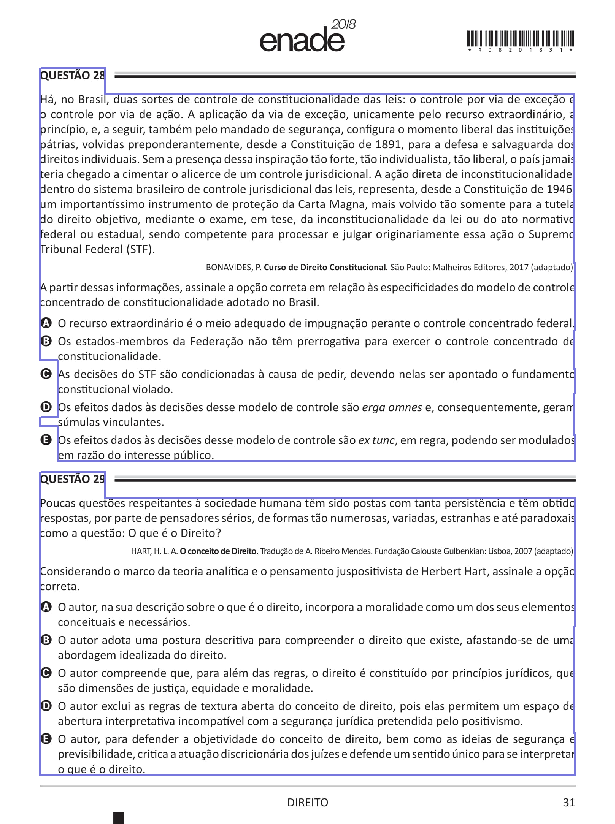 enade2018
QUESTÃO 28
Há, no Brasil, duas sortes de controle de constitucionalidade das leis: o controle por via de exceção e
o controle por via de ação. A aplicação da via de exceção, unicamente pelo recurso extraordinário, a
princípio, e, a seguir, também pelo mandado de segurança, configura o momento liberal das instituições
pátrias, volvidas preponderantemente, desde a Constituição de 1891, para a defesa e salvaguarda dos
direitos individuais. Sem a presença dessa inspiração tão forte, tão individualista, tão liberal, o país jamais
teria chegado a cimentar o alicerce de um controle jurisdicional. A ação direta de inconstitucionalidade,
dentro do sistema brasileiro de controle jurisdicional das leis, representa, desde a Constituição de 1946,
um importantíssimo instrumento de proteção da Carta Magna, mais volvido tão somente para a tutela
do direito objetivo, mediante o exame, em tese, da inconstitucionalidade da lei ou do ato normativo
federal ou estadual, sendo competente para processar e julgar originariamente essa ação o Supremo
Tribunal Federal (STF).
BONAVIDES, P. Curso de Direito Constitucional. São Paulo: Malheiros Editores, 2017 (adaptado).
A partir dessas informações, assinale a opção correta em relação às especificidades do modelo de controle
concentrado de constitucionalidade adotado no Brasil.
A O recurso extraordinário é o meio adequado de impugnação perante o controle concentrado federal.
B Os estados-membros da Federação não têm prerrogativa para exercer o controle concentrado de
constitucionalidade.
C As decisões do STF são condicionadas à causa de pedir, devendo nelas ser apontado o fundamento
constitucional violado.
D Os efeitos dados às decisões desse modelo de controle são erga omnes e, consequentemente, geram
súmulas vinculantes.
E Os efeitos dados às decisões desse modelo de controle são ex tunc, em regra, podendo ser modulados
em razão do interesse público.
QUESTÃO 29
Poucas questões respeitantes à sociedade humana têm sido postas com tanta persistência e têm obtido
respostas, por parte de pensadores sérios, de formas tão numerosas, variadas, estranhas e até paradoxais
como a questão: O que é o Direito?
HART, H. L. A. O conceito de Direito. Tradução de A. Ribeiro Mendes. Fundação Calouste Gulbenkian: Lisboa, 2007 (adaptado).
Considerando o marco da teoria analítica e o pensamento juspositivista de Herbert Hart, assinale a opção
correta.
A O autor, na sua descrição sobre o que é o direito, incorpora a moralidade como um dos seus elementos
conceituais e necessários.
B O autor adota uma postura descritiva para compreender o direito que existe, afastando-se de uma
abordagem idealizada do direito.
C O autor compreende que, para além das regras, o direito é constituído por princípios jurídicos, que
são dimensões de justiça, equidade e moralidade.
D O autor exclui as regras de textura aberta do conceito de direito, pois elas permitem um espaço de
abertura interpretativa incompatível com a segurança jurídica pretendida pelo positivismo.
E O autor, para defender a objetividade do conceito de direito, bem como as ideias de segurança e
previsibilidade, critica a atuação discricionária dos juízes e defende um sentido único para se interpretar
o que é o direito.
DIREITO
31